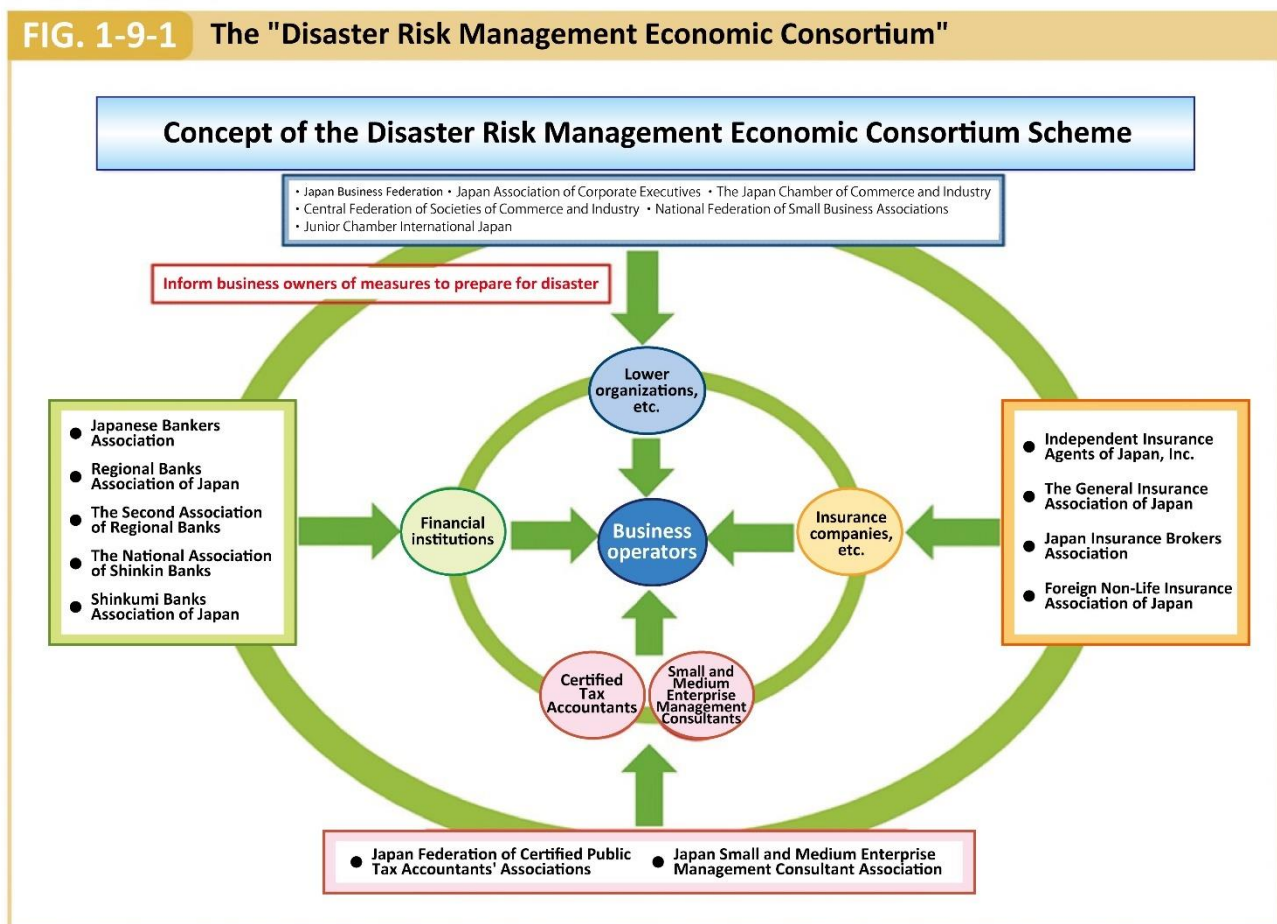 FIG. 1-9-1 The "Disaster Risk Management Economic Consortium"
Concept of the Disaster Risk Management Economic Consortium Scheme
・Japan Business Federation ・Japan Association of Corporate Executives ・The Japan Chamber of Commerce and Industry
・Central Federation of Societies of Commerce and Industry ・National Federation of Small Business Associations
・Junior Chamber International Japan
Inform business owners of measures to prepare for disaster
Lower
organizations,
etc.
● Japanese Bankers
Association
● Regional Banks
Association of Japan
● The Second Association
of Regional Banks
● The National Association
of Shinkin Banks
● Shinkumi Banks
Association of Japan
Financial
institutions
Business
operators
Insurance
companies,
etc.
● Independent Insurance
Agents of Japan, Inc.
● The General Insurance
Association of Japan
● Japan Insurance Brokers
Association
● Foreign Non-Life Insurance
Association of Japan
Certified
Tax
Accountants
Small and
Medium
Enterprise
Management
Consultants
● Japan Federation of Certified Public
Tax Accountants' Associations
● Japan Small and Medium Enterprise
Management Consultant Association